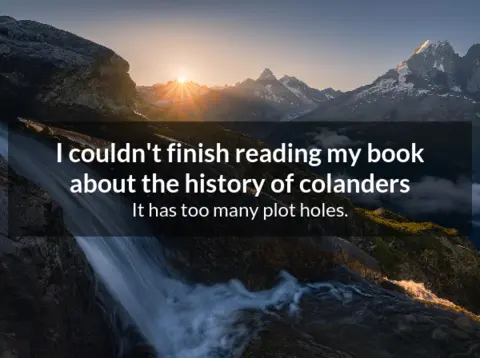 I couldn't finish reading my book
about the history of colanders
It has too many plot holes.